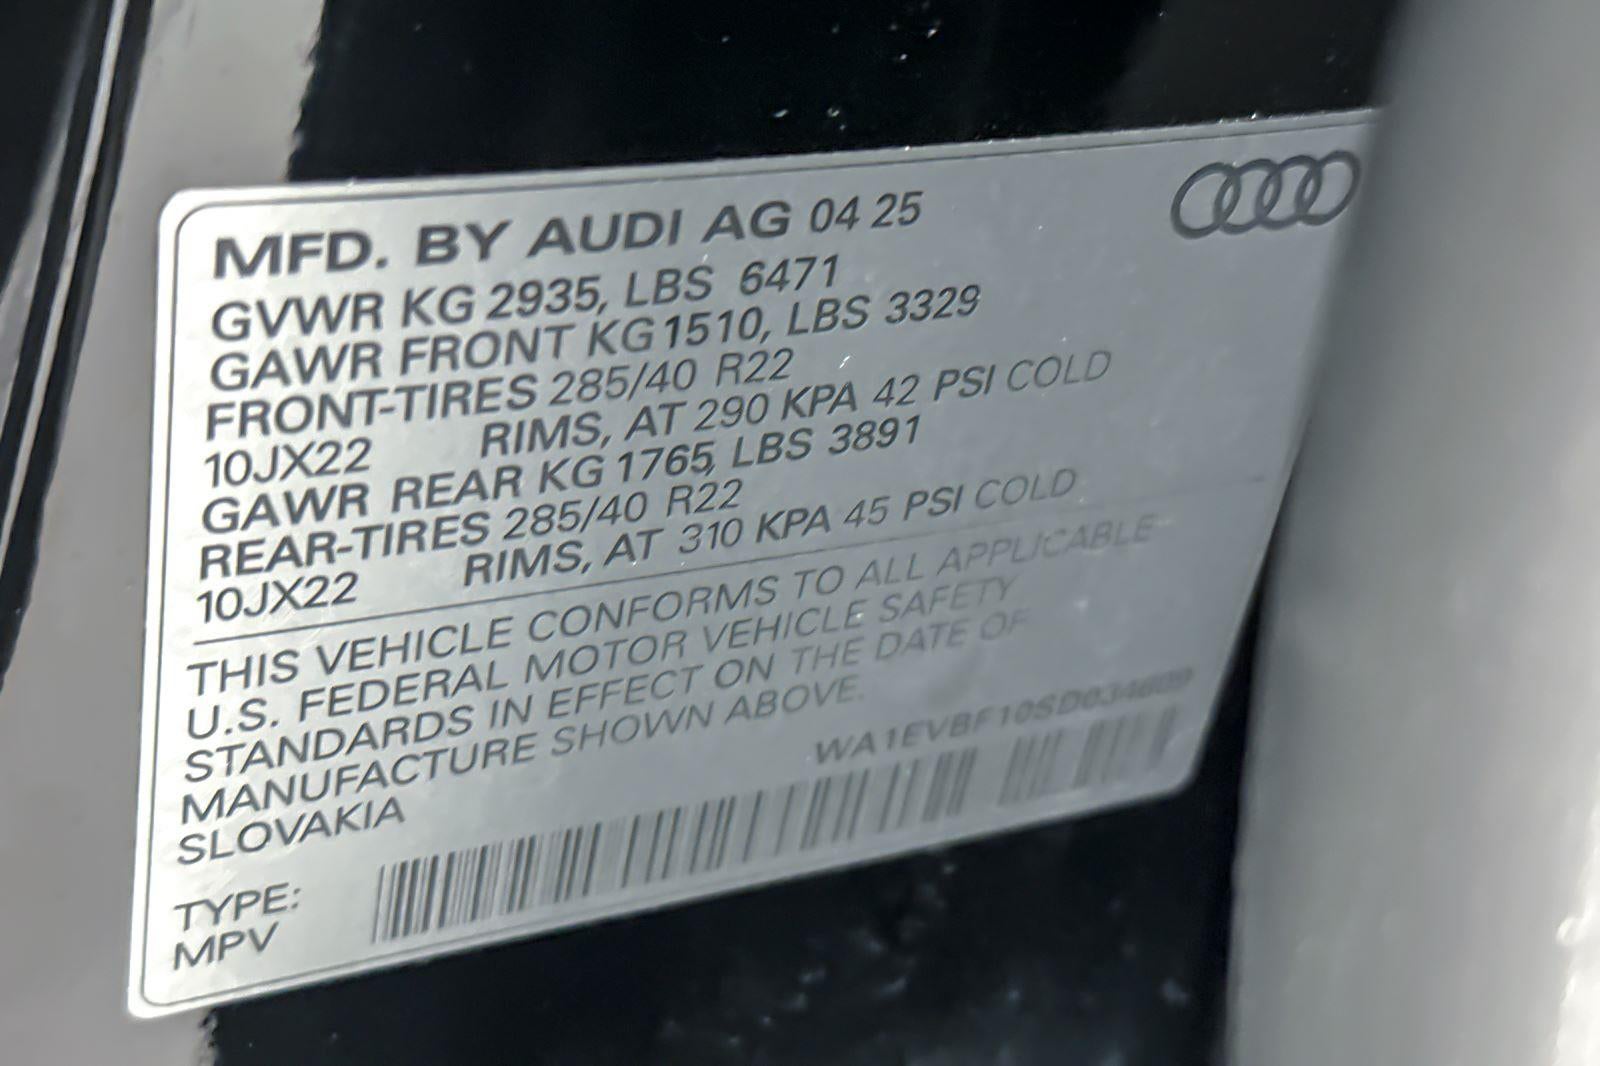 MFD. BY AUDI AG 04 25
GVWR KG 2935, LBS 6471
GAWR FRONT KG 1510, LBS 3329
FRONT-TIRES 285/40 R22
10JX22 RIMS, AT 290 KPA 42 PSI COLD
GAWR REAR KG 1765, LBS 3891
REAR-TIRES 285/40 R22
10JX22 RIMS, AT 310 KPA 45 PSI COLD
THIS VEHICLE CONFORMS TO ALL APPLICABLE
U.S. FEDERAL MOTOR VEHICLE SAFETY
STANDARDS IN EFFECT ON THE DATE OF
MANUFACTURE SHOWN ABOVE.
SLOVAKIA
TYPE:
MPV